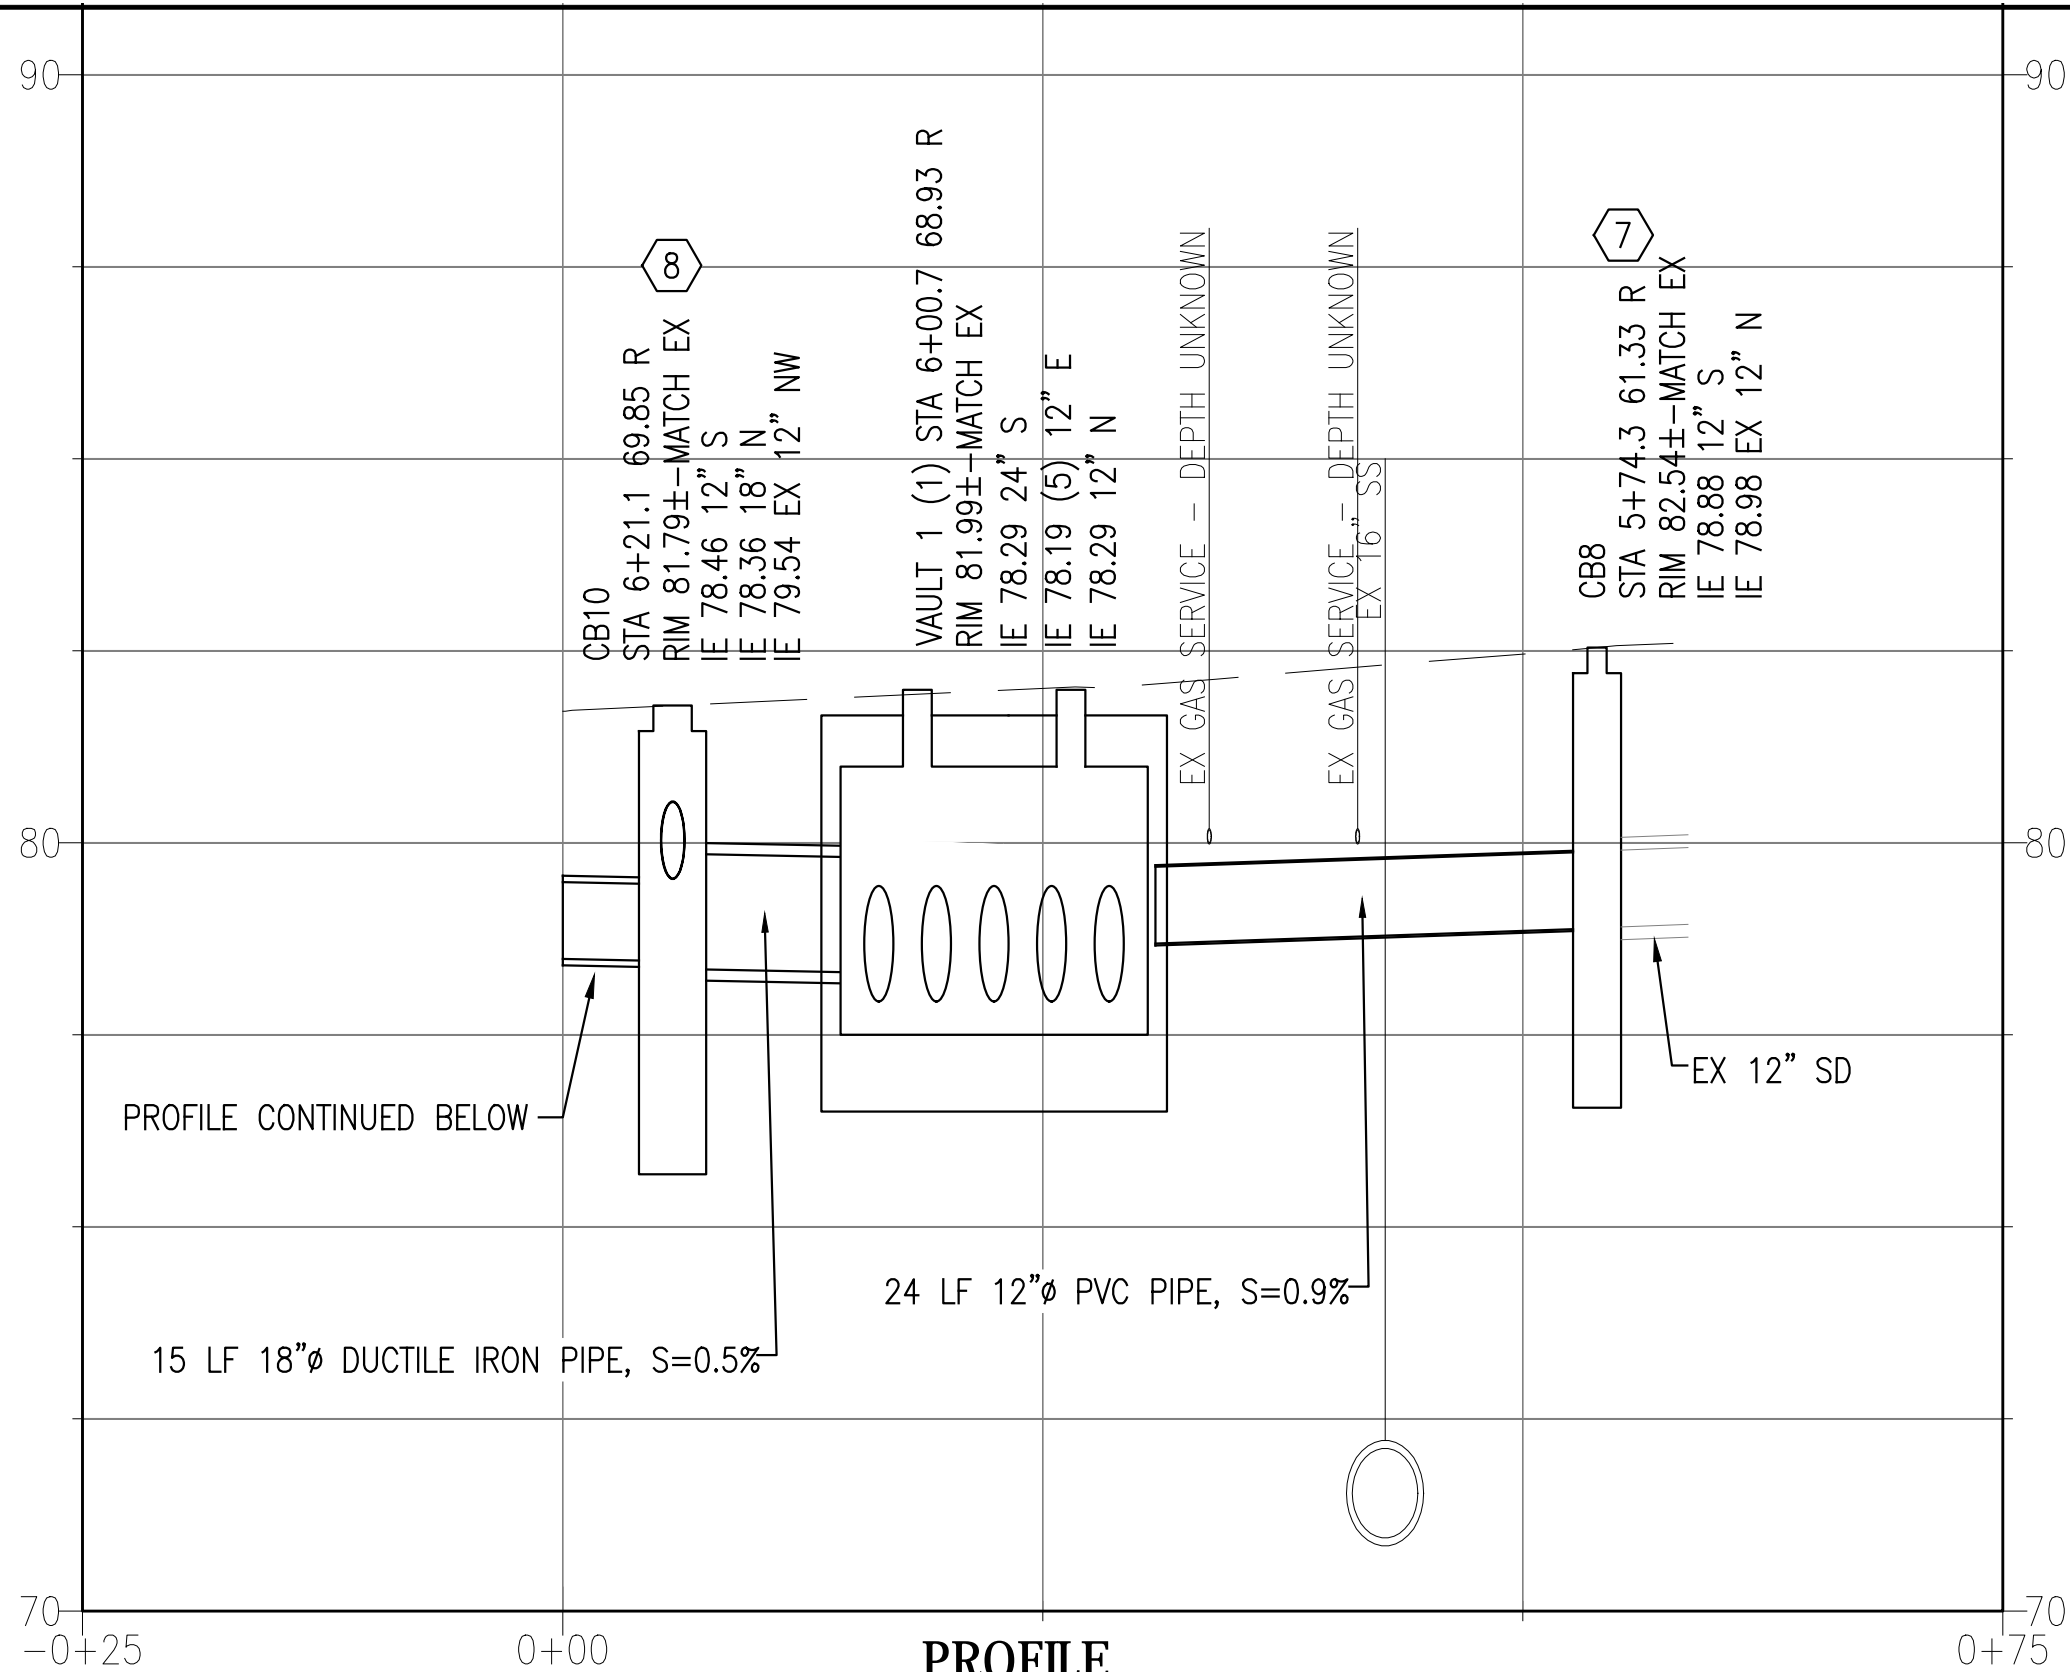 90
90
8
CB10
STA 6+21.1 69.85 R
RIM 81.79±-MATCH EX
IE 78.46 12" S
IE 78.36 18" N
IE 79.54 EX 12" NW
VAULT 1 (1) STA 6+00.7 68.93 R
RIM 81.99±-MATCH EX
IE 78.29 24" S
IE 78.19 (5) 12" E
IE 78.29 12" N
EX GAS SERVICE - DEPTH UNKNOWN
EX GAS SERVICE - DEPTH UNKNOWN
EX 16" SS
7
CB8
STA 5+74.3 61.33 R
RIM 82.54±-MATCH EX
IE 78.88 12" S
IE 78.98 EX 12" N
80
80
EX 12" SD
PROFILE CONTINUED BELOW
24 LF 12"ø PVC PIPE, S=0.9%
15 LF 18"ø DUCTILE IRON PIPE, S=0.5%
70
70
-0+25
0+00
0+75
PROFILE